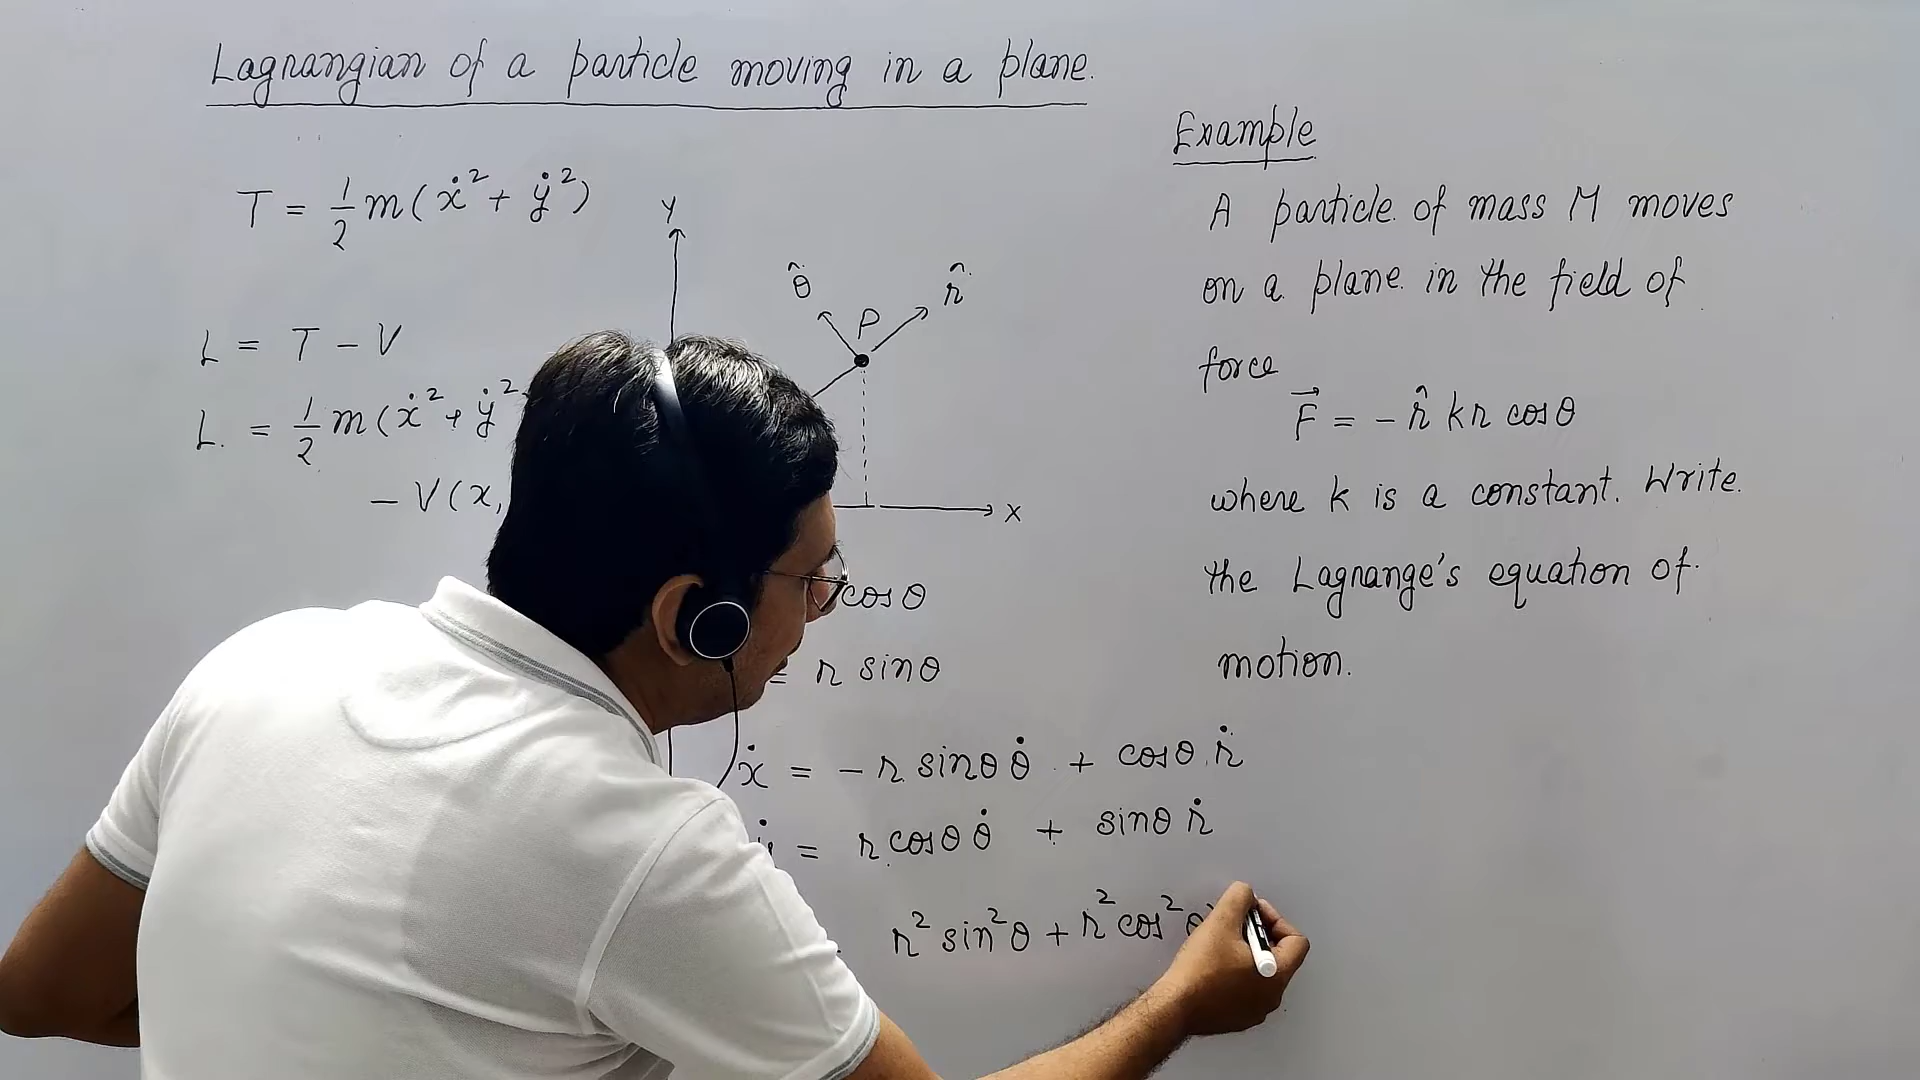 Lagrangian of a particle moving in a plane.
T = 1/2 m(ẋ² + ẏ²)
L = T - V
L = 1/2 m(ẋ² + ẏ²
- V(x,
Y
θ̂
r̂
P
X
cosθ
= r sinθ
ẋ = - r sinθ θ̇ + cosθ ṙ
= r cosθ θ̇ + sinθ ṙ
r² sin²θ + r² cos²θ
Example
A particle of mass M moves
on a plane in the field of
force
F⃗ = - r̂ kr cosθ
where k is a constant. Write
the Lagrange's equation of
motion.